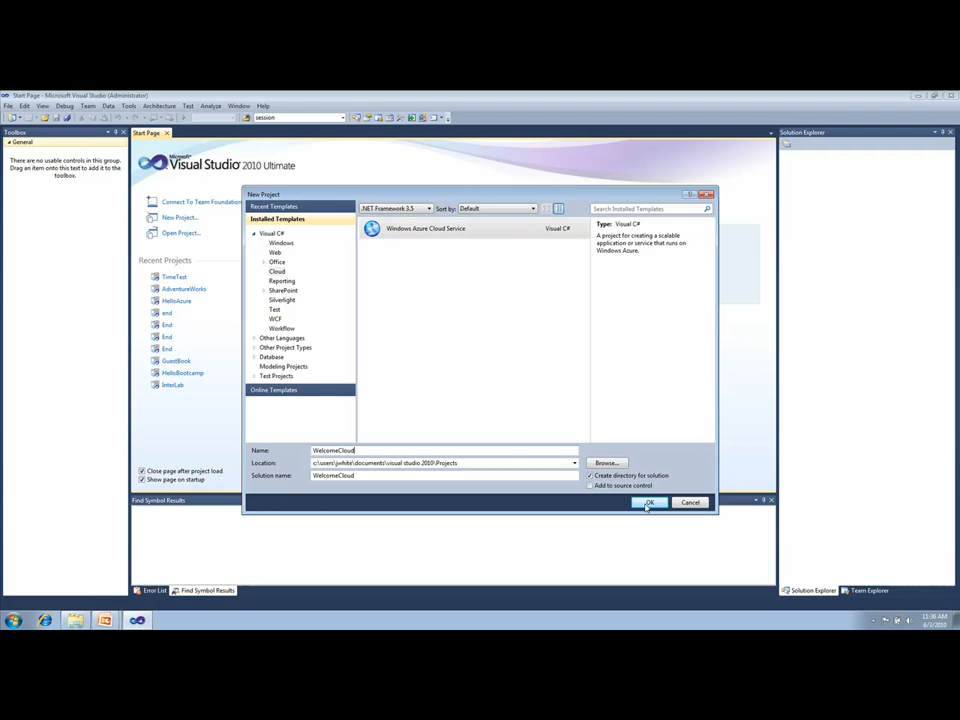 Start Page - Microsoft Visual Studio (Administrator)
File Edit View Debug Team Data Tools Architecture Test Analyze Window Help
session
Toolbox
Start Page
Solution Explorer
General
There are no usable controls in this group.
Drag an item onto this text to add it to the
toolbox.
Microsoft
Visual Studio 2010 Ultimate
Connect To Team Foundation
New Project...
Open Project...
Recent Projects
TimeTest
AdventureWorks
HelloAzure
end
End
End
End
GuestBook
HelloBootcamp
InterLab
Close page after project load
Show page on startup
New Project
Recent Templates
Installed Templates
Visual C#
Windows
Web
Office
Cloud
Reporting
SharePoint
Silverlight
Test
WCF
Workflow
Other Languages
Other Project Types
Database
Modeling Projects
Test Projects
Online Templates
.NET Framework 3.5
Sort by: Default
Search Installed Templates
Windows Azure Cloud Service Visual C#
Type: Visual C#
A project for creating a scalable
application or service that runs on
Windows Azure.
Name: WelcomeCloud
Location: c:\users\jwhite\documents\visual studio 2010\Projects
Browse...
Solution name: WelcomeCloud
Create directory for solution
Add to source control
OK Cancel
Find Symbol Results
Error List Find Symbol Results
Solution Explorer Team Explorer
11:36 AM
6/3/2010